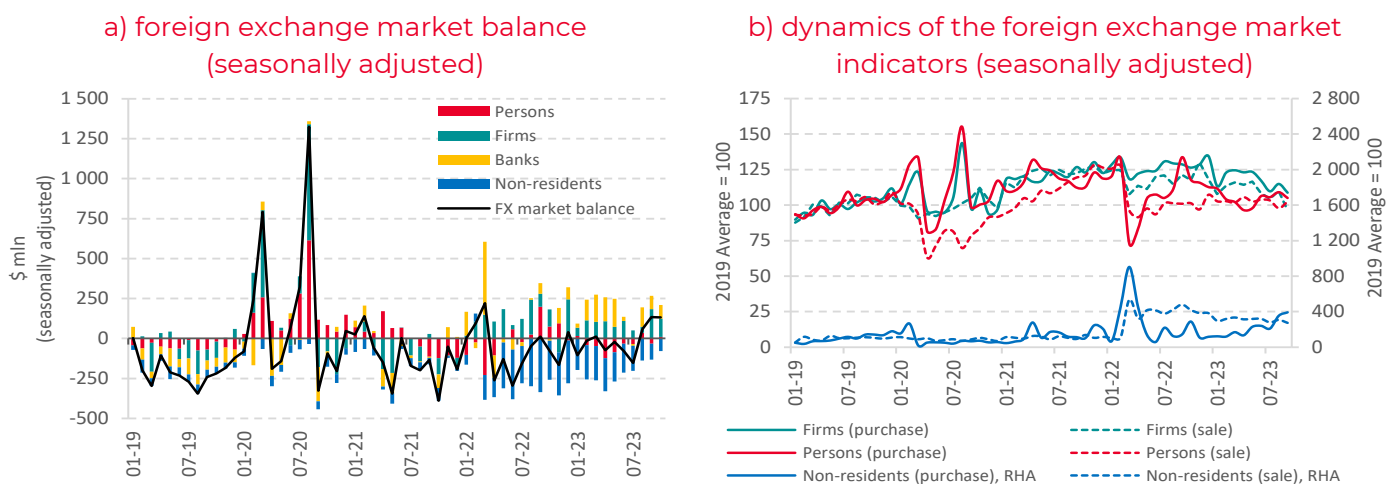 a) foreign exchange market balance
(seasonally adjusted)
$ mln
(seasonally adjusted)
1 500
1 250
1 000
750
500
250
0
-250
-500
Persons
Firms
Banks
Non-residents
FX market balance
01-19
07-19
01-20
07-20
01-21
07-21
01-22
07-22
01-23
07-23
b) dynamics of the foreign exchange market
indicators (seasonally adjusted)
2019 Average = 100
175
150
125
100
75
50
25
0
2 800
2 400
2 000
1 600
1 200
800
400
0
2019 Average = 100
01-19
07-19
01-20
07-20
01-21
07-21
01-22
07-22
01-23
07-23
Firms (purchase)
Firms (sale)
Persons (purchase)
Persons (sale)
Non-residents (purchase), RHA
Non-residents (sale), RHA